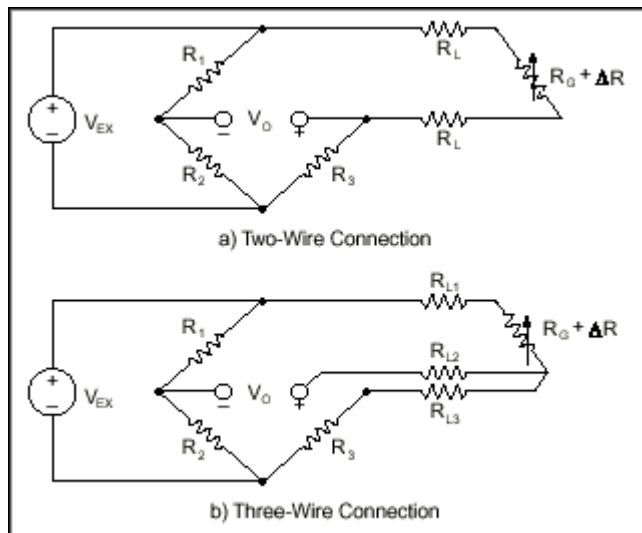 R1
RL
RG + ΔR
+
−
VEX
− VO +
R2
R3
RL
a) Two-Wire Connection
RL1
R1
RG + ΔR
RL2
+
−
VEX
− VO +
RL3
R2
R3
b) Three-Wire Connection